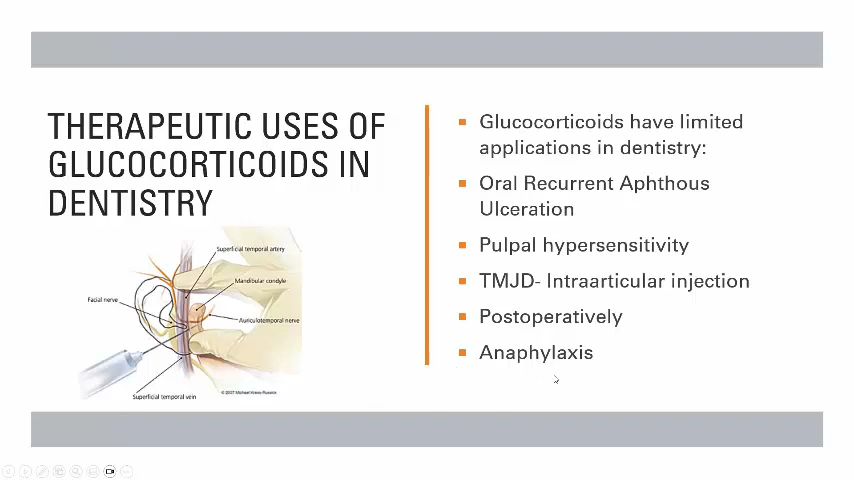 THERAPEUTIC USES OF
GLUCOCORTICOIDS IN
DENTISTRY
Superficial temporal artery
Mandibular condyle
Facial nerve
Auriculotemporal nerve
Superficial temporal vein
Glucocorticoids have limited
applications in dentistry:
Oral Recurrent Aphthous
Ulceration
Pulpal hypersensitivity
TMJD- Intraarticular injection
Postoperatively
Anaphylaxis